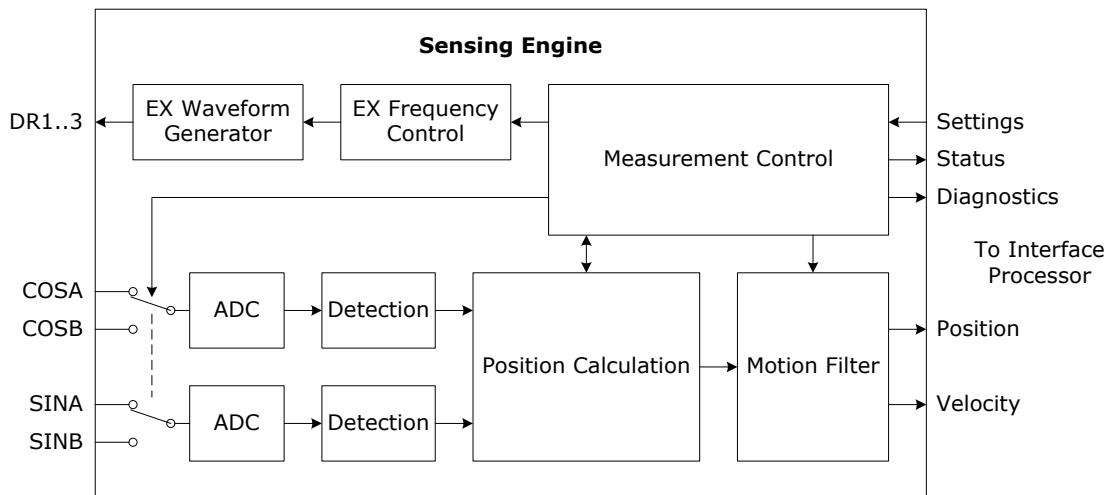 Sensing Engine
DR1..3
EX Waveform
Generator
EX Frequency
Control
Measurement Control
Settings
Status
Diagnostics
To Interface
Processor
COSA
COSB
ADC
Detection
SINA
SINB
ADC
Detection
Position Calculation
Motion Filter
Position
Velocity